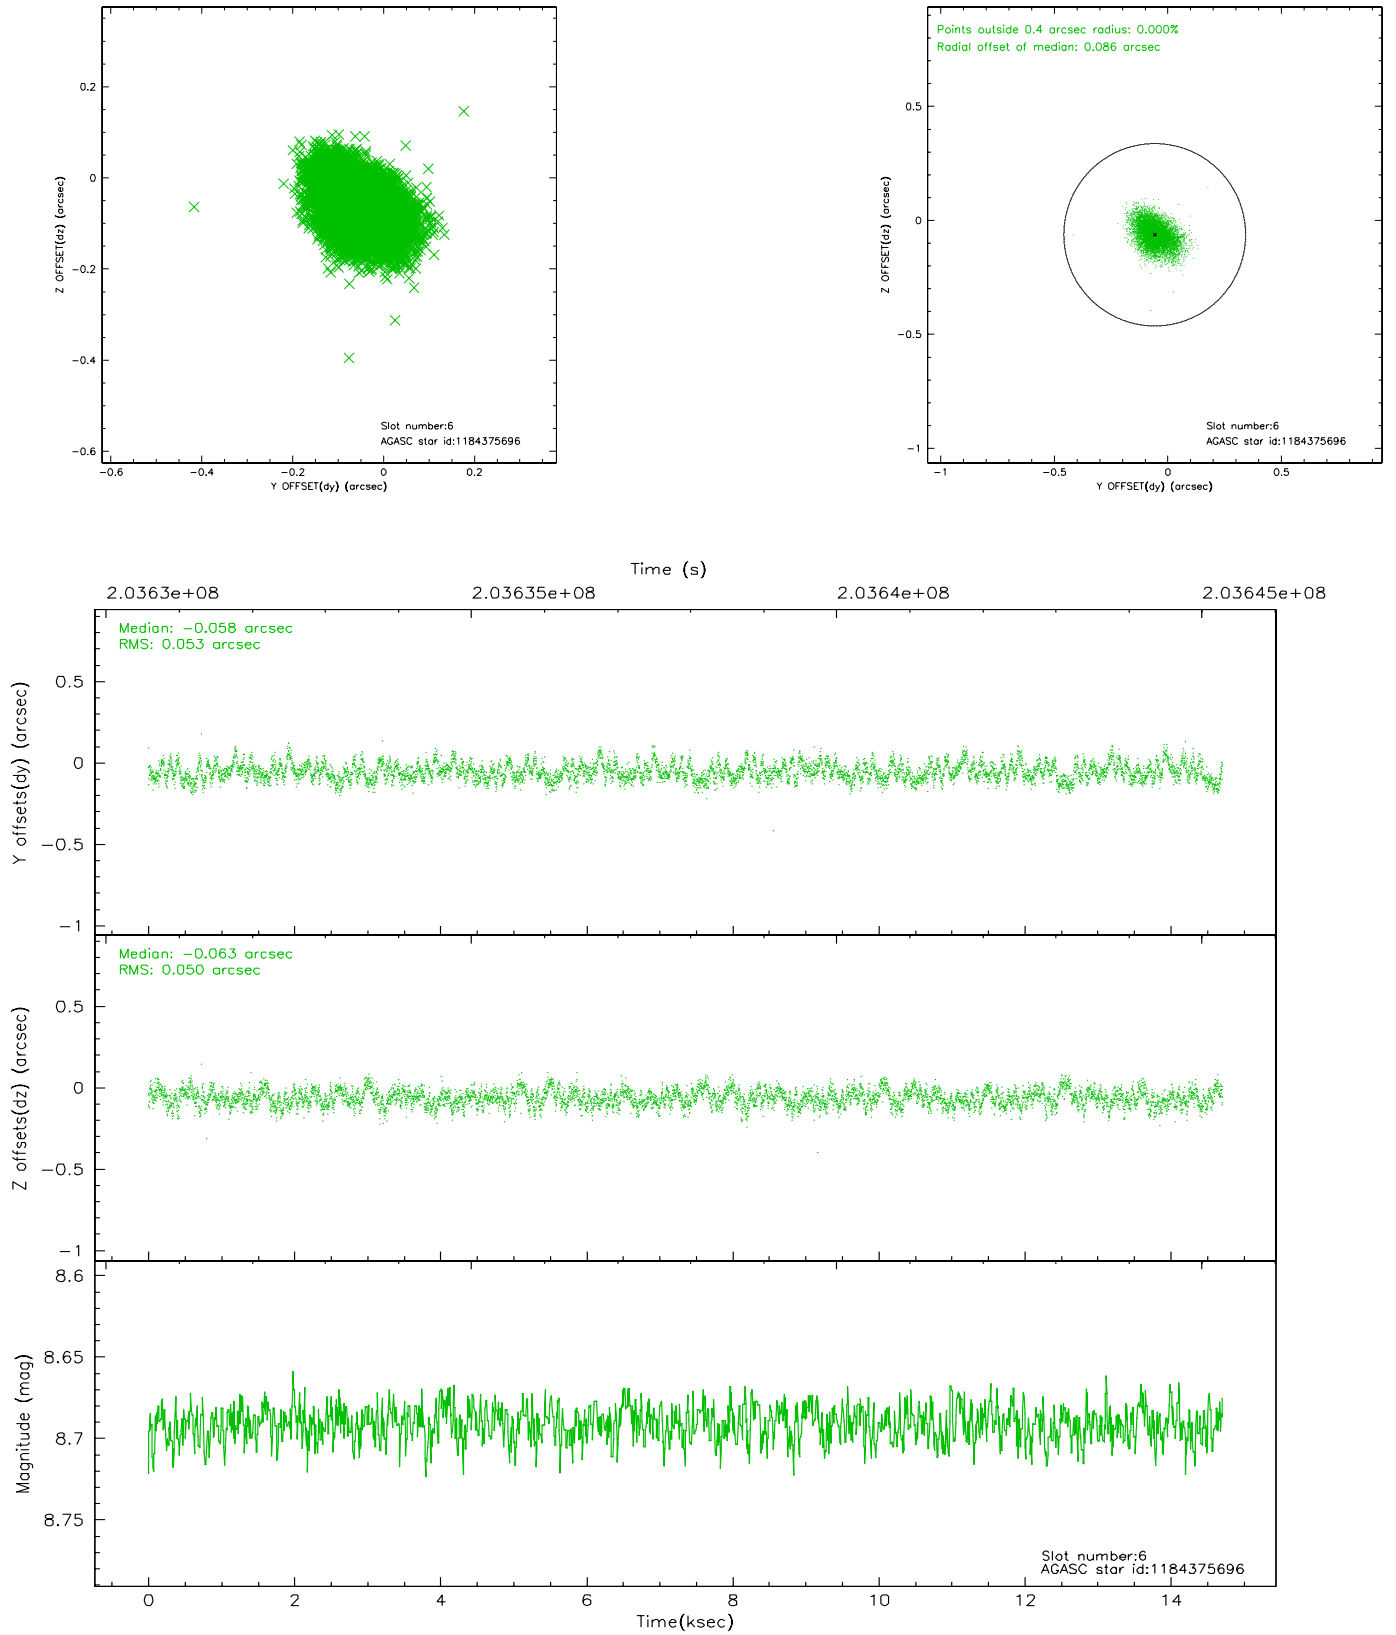 0.2
0
−0.2
−0.4
−0.6
Z OFFSET(dz) (arcsec)
Slot number:6
AGASC star id:1184375696
−0.6
−0.4
−0.2
0
0.2
Y OFFSET(dy) (arcsec)
Points outside 0.4 arcsec radius: 0.000%
Radial offset of median: 0.086 arcsec
0.5
0
−0.5
−1
Z OFFSET(dz) (arcsec)
Slot number:6
AGASC star id:1184375696
−1
−0.5
0
0.5
Y OFFSET(dy) (arcsec)
Time (s)
2.0363e+08
2.03635e+08
2.0364e+08
2.03645e+08
Median: −0.058 arcsec
RMS: 0.053 arcsec
0.5
0
−0.5
−1
Y offsets(dy) (arcsec)
Median: −0.063 arcsec
RMS: 0.050 arcsec
0.5
0
−0.5
−1
Z offsets(dz) (arcsec)
8.6
8.65
8.7
8.75
Magnitude (mag)
Slot number:6
AGASC star id:1184375696
0
2
4
6
8
10
12
14
Time(ksec)